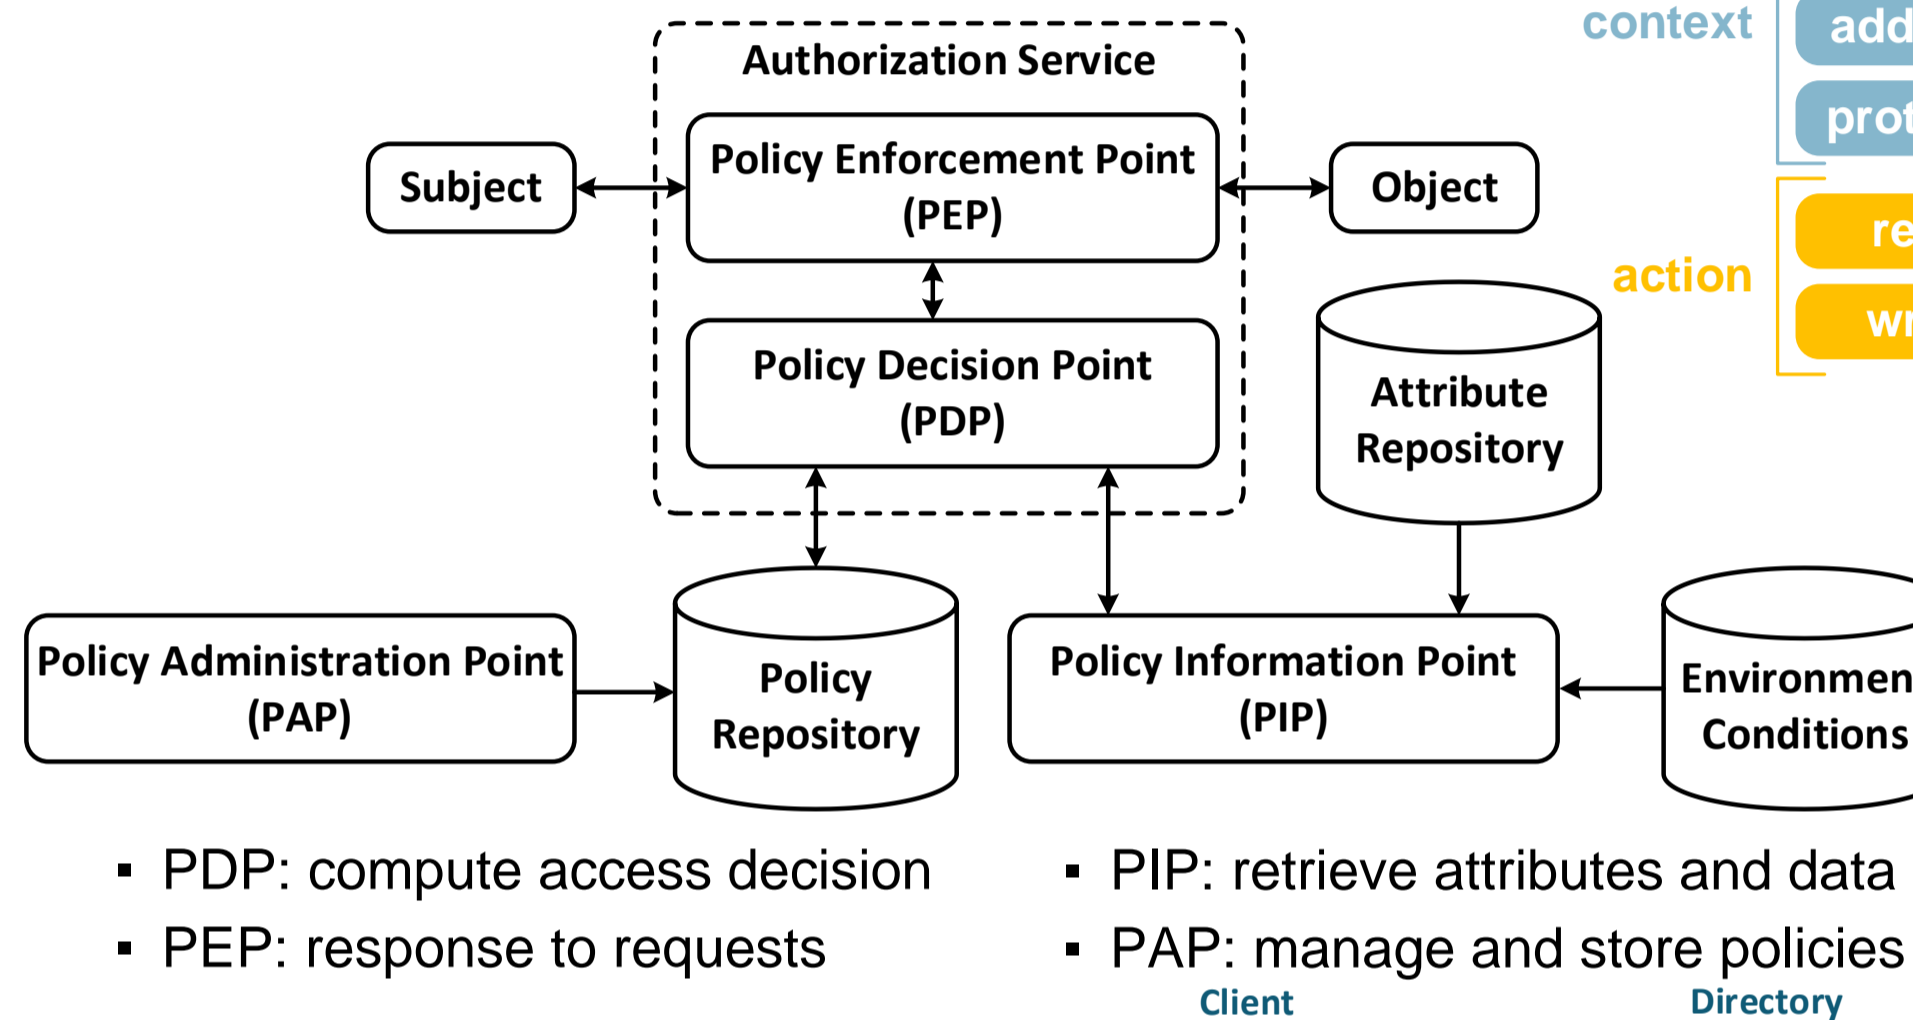 context
Authorization Service
Policy Enforcement Point
(PEP)
Subject
Object
action
Policy Decision Point
(PDP)
Attribute
Repository
Policy Administration Point
(PAP)
Policy
Repository
Policy Information Point
(PIP)
Conditions
▪ PDP: compute access decision
▪ PEP: response to requests
▪ PIP: retrieve attributes and data
▪ PAP: manage and store policies
Client
Directory